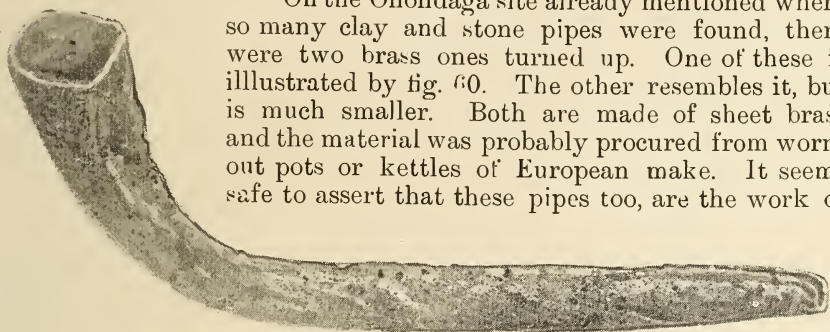 On the Onondaga site already mentioned wher
so many clay and stone pipes were found, ther
were two brass ones turned up. One of these
illlustrated by fig. 60. The other resembles it, bu
is much smaller. Both are made of sheet bras
and the material was probably procured from worn
out pots or kettles of European make. It seem
safe to assert that these pipes too, are the work